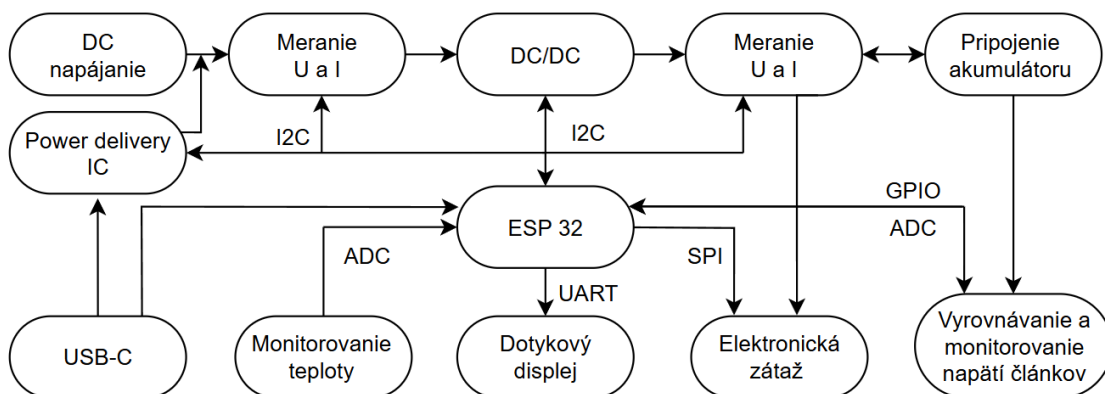 DC
napájanie
Meranie
U a I
DC/DC
Meranie
U a I
Pripojenie
akumulátoru
Power delivery
IC
I2C
I2C
ESP 32
GPIO
ADC
ADC
SPI
UART
USB-C
Monitorovanie
teploty
Dotykový
displej
Elektronická
zátaž
Vyrovnávanie a
monitorovanie
napätí článkov